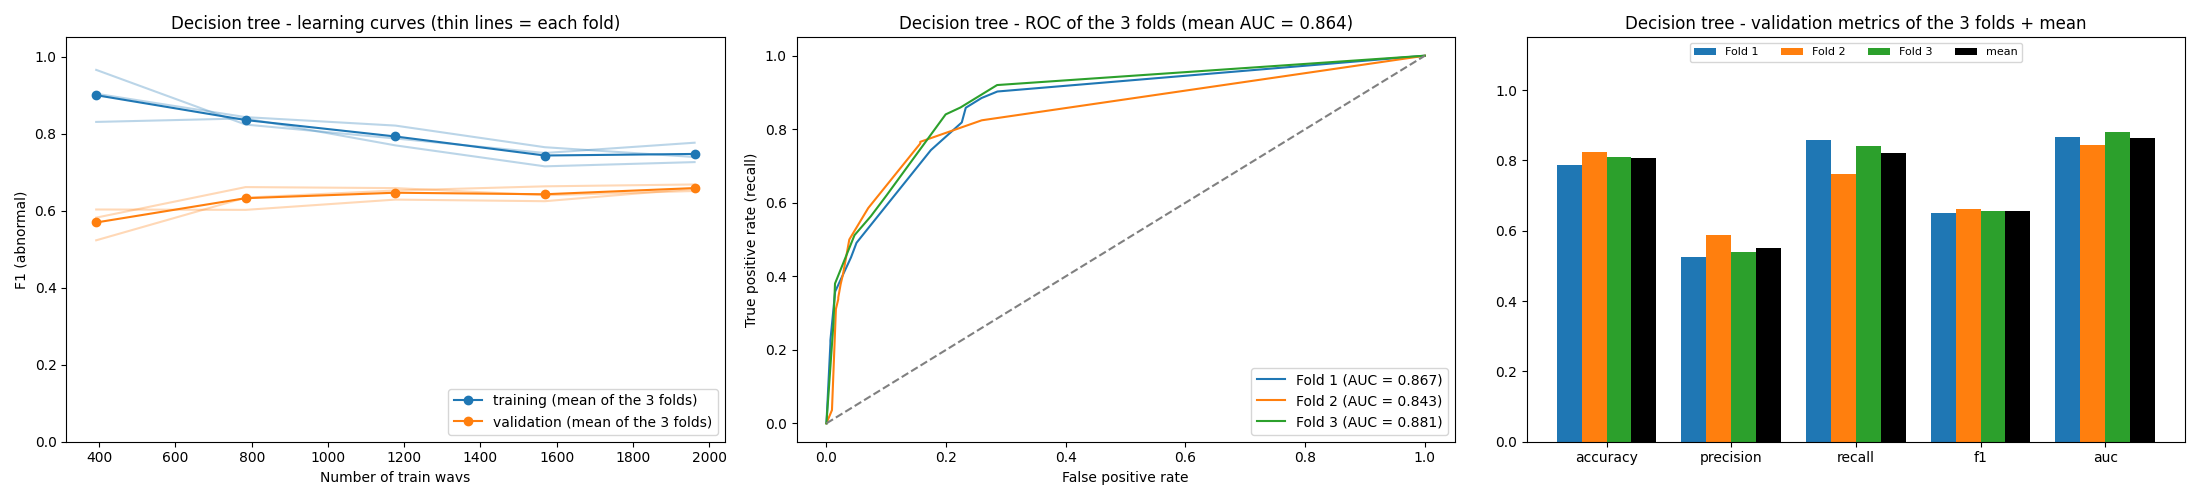 Decision tree - learning curves (thin lines = each fold)
F1 (abnormal)
1.0
0.8
0.6
0.4
0.2
0.0
400 600 800 1000 1200 1400 1600 1800 2000
Number of train wavs
training (mean of the 3 folds)
validation (mean of the 3 folds)
Decision tree - ROC of the 3 folds (mean AUC = 0.864)
True positive rate (recall)
1.0
0.8
0.6
0.4
0.2
0.0
0.0 0.2 0.4 0.6 0.8 1.0
False positive rate
Fold 1 (AUC = 0.867)
Fold 2 (AUC = 0.843)
Fold 3 (AUC = 0.881)
Decision tree - validation metrics of the 3 folds + mean
Fold 1 Fold 2 Fold 3 mean
1.0
0.8
0.6
0.4
0.2
0.0
accuracy precision recall f1 auc